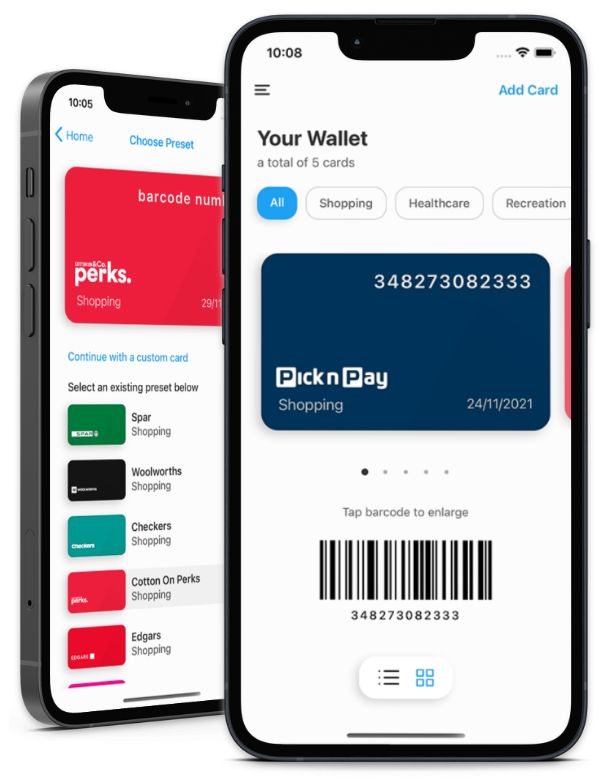 10:05
Home
Choose Preset
barcode num
&Co.
perks.
Shopping
29/11
Continue with a custom card
Select an existing preset below
SPAR
Spar
Shopping
WOOLWORTHS
Woolworths
Shopping
Checkers
Checkers
Shopping
perks.
Cotton On Perks
Shopping
EDGARS
Edgars
Shopping
10:08
Add Card
Your Wallet
a total of 5 cards
All
Shopping
Healthcare
Recreation
348273082333
Pick n Pay
Shopping
24/11/2021
Tap barcode to enlarge
348273082333